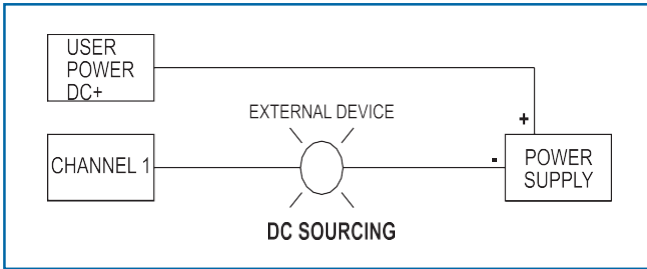 USER
POWER
DC+
EXTERNAL DEVICE
+
CHANNEL 1
-
POWER
SUPPLY
DC SOURCING